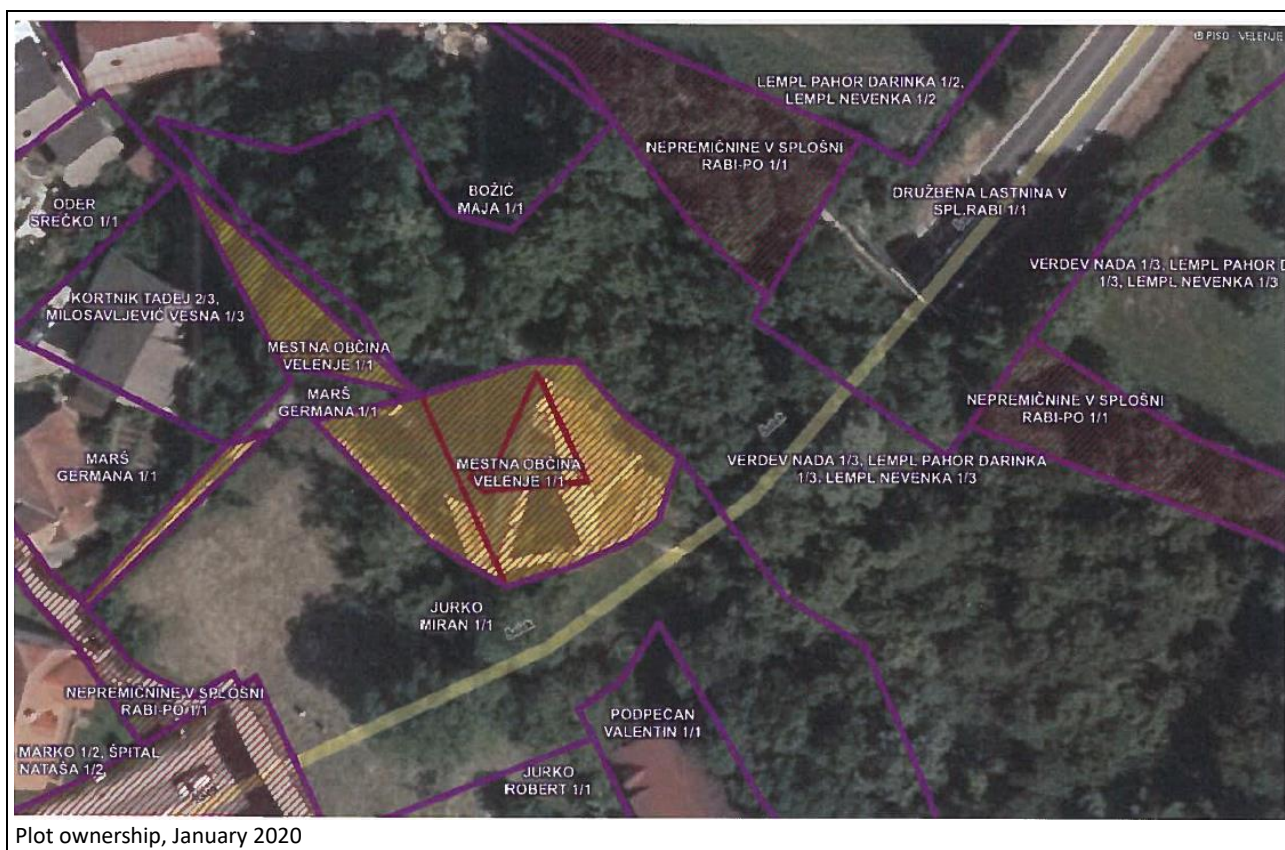 © PISO - VELENJE
LEMPL PAHOR DARINKA 1/2,
LEMPL NEVENKA 1/2
NEPREMIČNINE V SPLOŠNI
RABI-PO 1/1
BOŽIČ
MAJA 1/1
ODER
SREČKO 1/1
DRUŽBENA LASTNINA V
SPL.RABI 1/1
VERDEV NADA 1/3, LEMPL PAHOR D
1/3, LEMPL NEVENKA 1/3
KORTNIK TADEJ 2/3,
MILOSAVLJEVIĆ VESNA 1/3
MESTNA OBČINA
VELENJE 1/1
MARŠ
GERMANA 1/1
NEPREMIČNINE V SPLOŠNI
RABI-PO 1/1
MARŠ
GERMANA 1/1
MESTNA OBČINA
VELENJE 1/1
VERDEV NADA 1/3, LEMPL PAHOR DARINKA
1/3, LEMPL NEVENKA 1/3
JURKO
MIRAN 1/1
NEPREMIČNINE V SPLOŠNI
RABI-PO 1/1
PODPEČAN
VALENTIN 1/1
MARKO 1/2, ŠPITAL
NATAŠA 1/2
JURKO
ROBERT 1/1
Plot ownership, January 2020